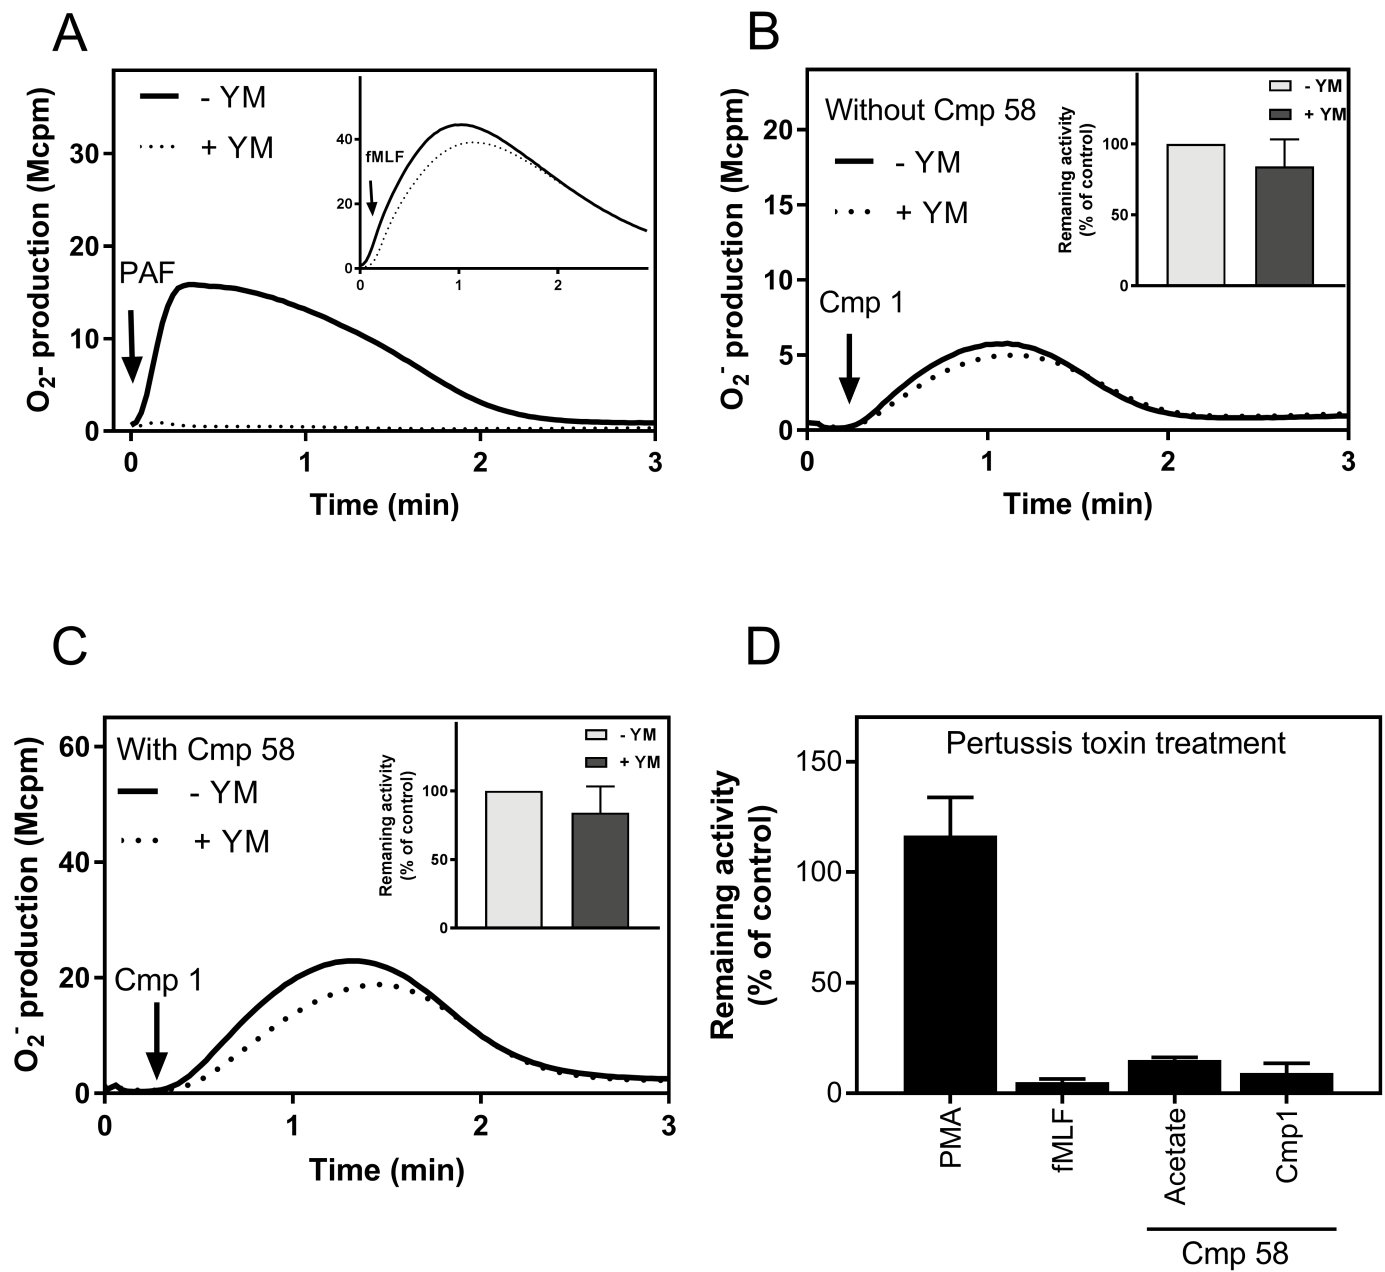 A
- YM
+ YM
O2- production (Mcpm)
30
20
10
0
PAF
0
1
2
3
Time (min)
fMLF
40
20
0
0
1
2
B
Without Cmp 58
- YM
+ YM
O2- production (Mcpm)
20
15
10
5
0
Cmp 1
0
1
2
3
Time (min)
- YM
+ YM
Remaning activity
(% of control)
100
50
0
C
With Cmp 58
- YM
+ YM
O2- production (Mcpm)
60
40
20
0
Cmp 1
0
1
2
3
Time (min)
- YM
+ YM
Remaning activity
(% of control)
100
50
0
D
Pertussis toxin treatment
Remaining activity
(% of control)
150
100
50
0
PMA
fMLF
Acetate
Cmp1
Cmp 58